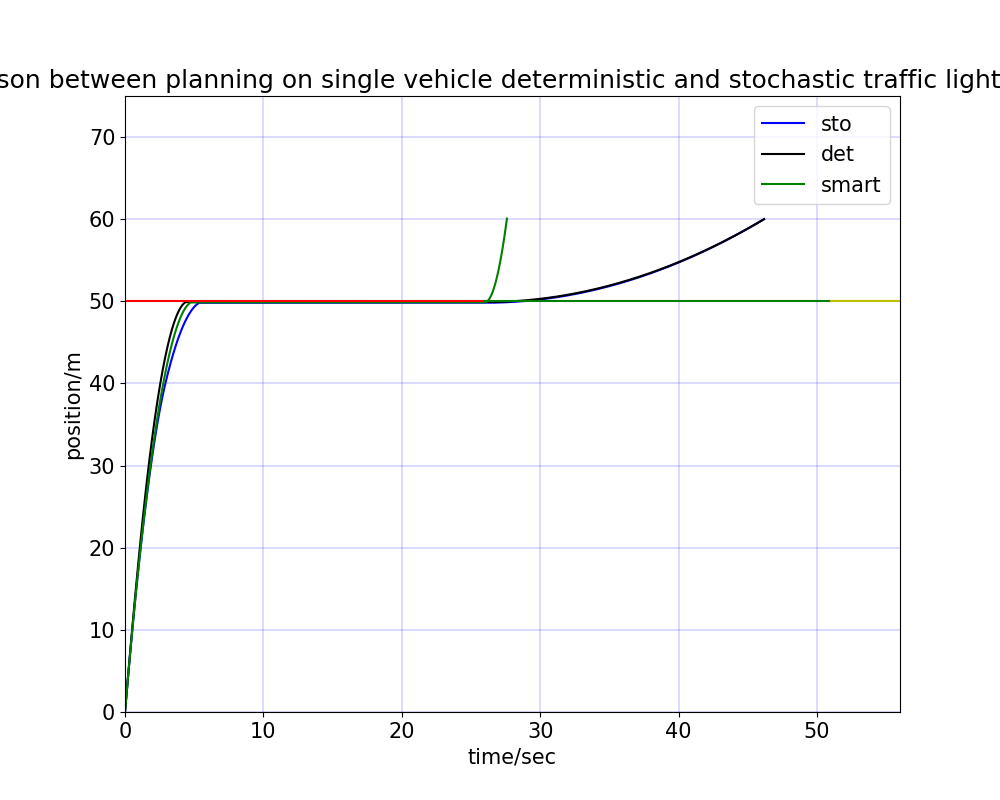 son between planning on single vehicle deterministic and stochastic traffic light
sto
det
smart
70
60
50
40
30
20
10
0
position/m
0 10 20 30 40 50
time/sec